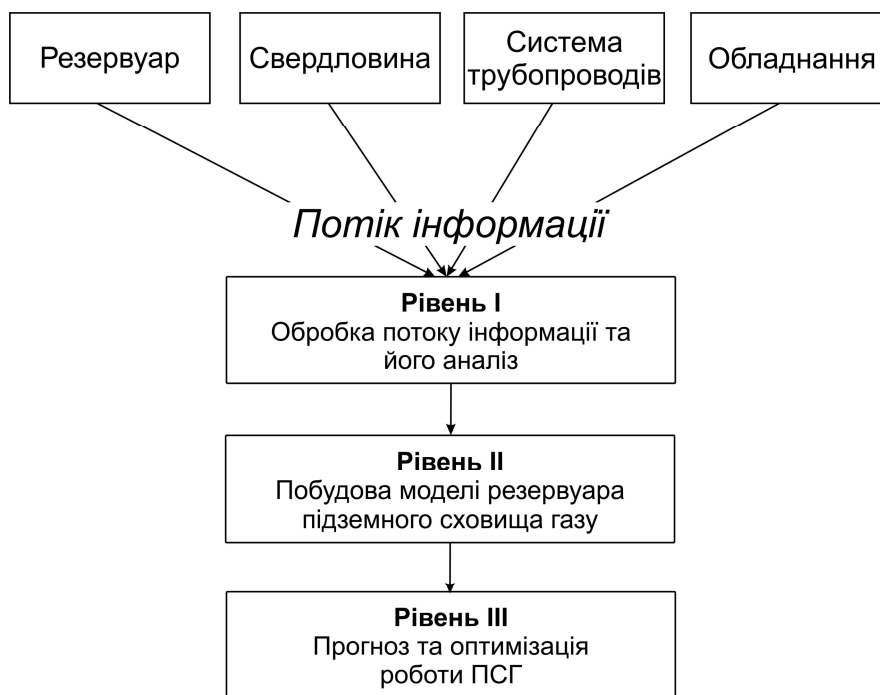 Резервуар
Свердловина
Система
трубопроводів
Обладнання
Потік інформації
Рівень I
Обробка потоку інформації та
його аналіз
Рівень II
Побудова моделі резервуара
підземного сховища газу
Рівень III
Прогноз та оптимізація
роботи ПСГ